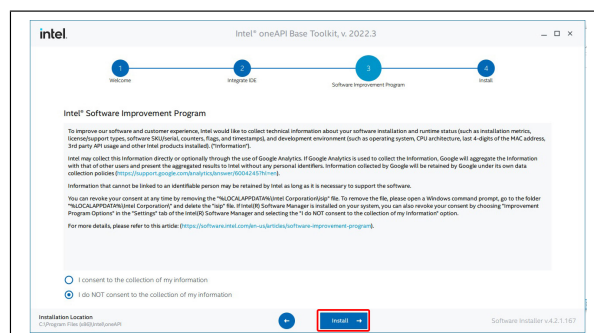 intel.
Intel® oneAPI Base Toolkit, v. 2022.3
1
2
3
4
Welcome
Integrate IDE
Software Improvement Program
Install
Intel® Software Improvement Program
To improve our software and customer experience, Intel would like to collect technical information about your software installation and runtime status (such as installation metrics,
license/support types, software SKU/serial, counters, flags, and timestamps), and development environment (such as operating system, CPU architecture, last 4-digits of the MAC address,
3rd party API usage and other Intel products installed). ("Information").
Intel may collect this Information directly or optionally through the use of Google Analytics. If Google Analytics is used to collect the Information, Google will aggregate the Information
with that of other users and present the aggregated results to Intel without any personal identifiers. Information collected by Google will be retained by Google under its own data
collection policies (https://support.google.com/analytics/answer/6004245?hl=en).
Information that cannot be linked to an identifiable person may be retained by Intel as long as it is necessary to support the software.
You can revoke your consent at any time by removing the "%LOCALAPPDATA%\Intel Corporation\isip" file. To remove the file, please open a Windows command prompt, go to the folder
"%LOCALAPPDATA%\Intel Corporation\" and delete the "isip" file. If Intel(R) Software Manager is installed on your system, you can also revoke your consent by choosing "Improvement
Program Options" in the "Settings" tab of the Intel(R) Software Manager and selecting the "I do NOT consent to the collection of my Information" option.
For more details, please refer to this article: (https://software.intel.com/en-us/articles/software-improvement-program).
I consent to the collection of my information
I do NOT consent to the collection of my information
Installation Location
C:\Program Files (x86)\Intel\oneAPI
Install
Software Installer v.4.2.1.167